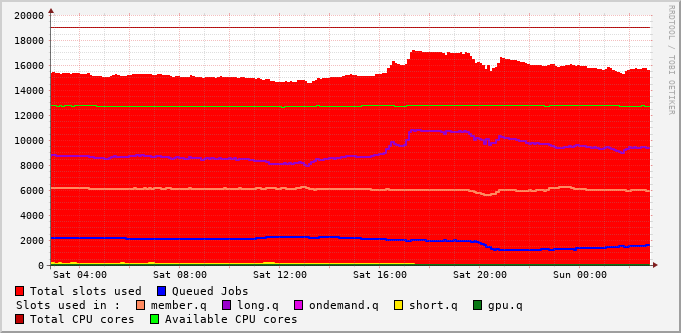 20000
18000
16000
14000
12000
10000
8000
6000
4000
2000
0
Sat 04:00 Sat 08:00 Sat 12:00 Sat 16:00 Sat 20:00 Sun 00:00
RRDTOOL / TOBI OETIKER
Total slots used Queued Jobs
Slots used in : member.q long.q ondemand.q short.q gpu.q
Total CPU cores Available CPU cores